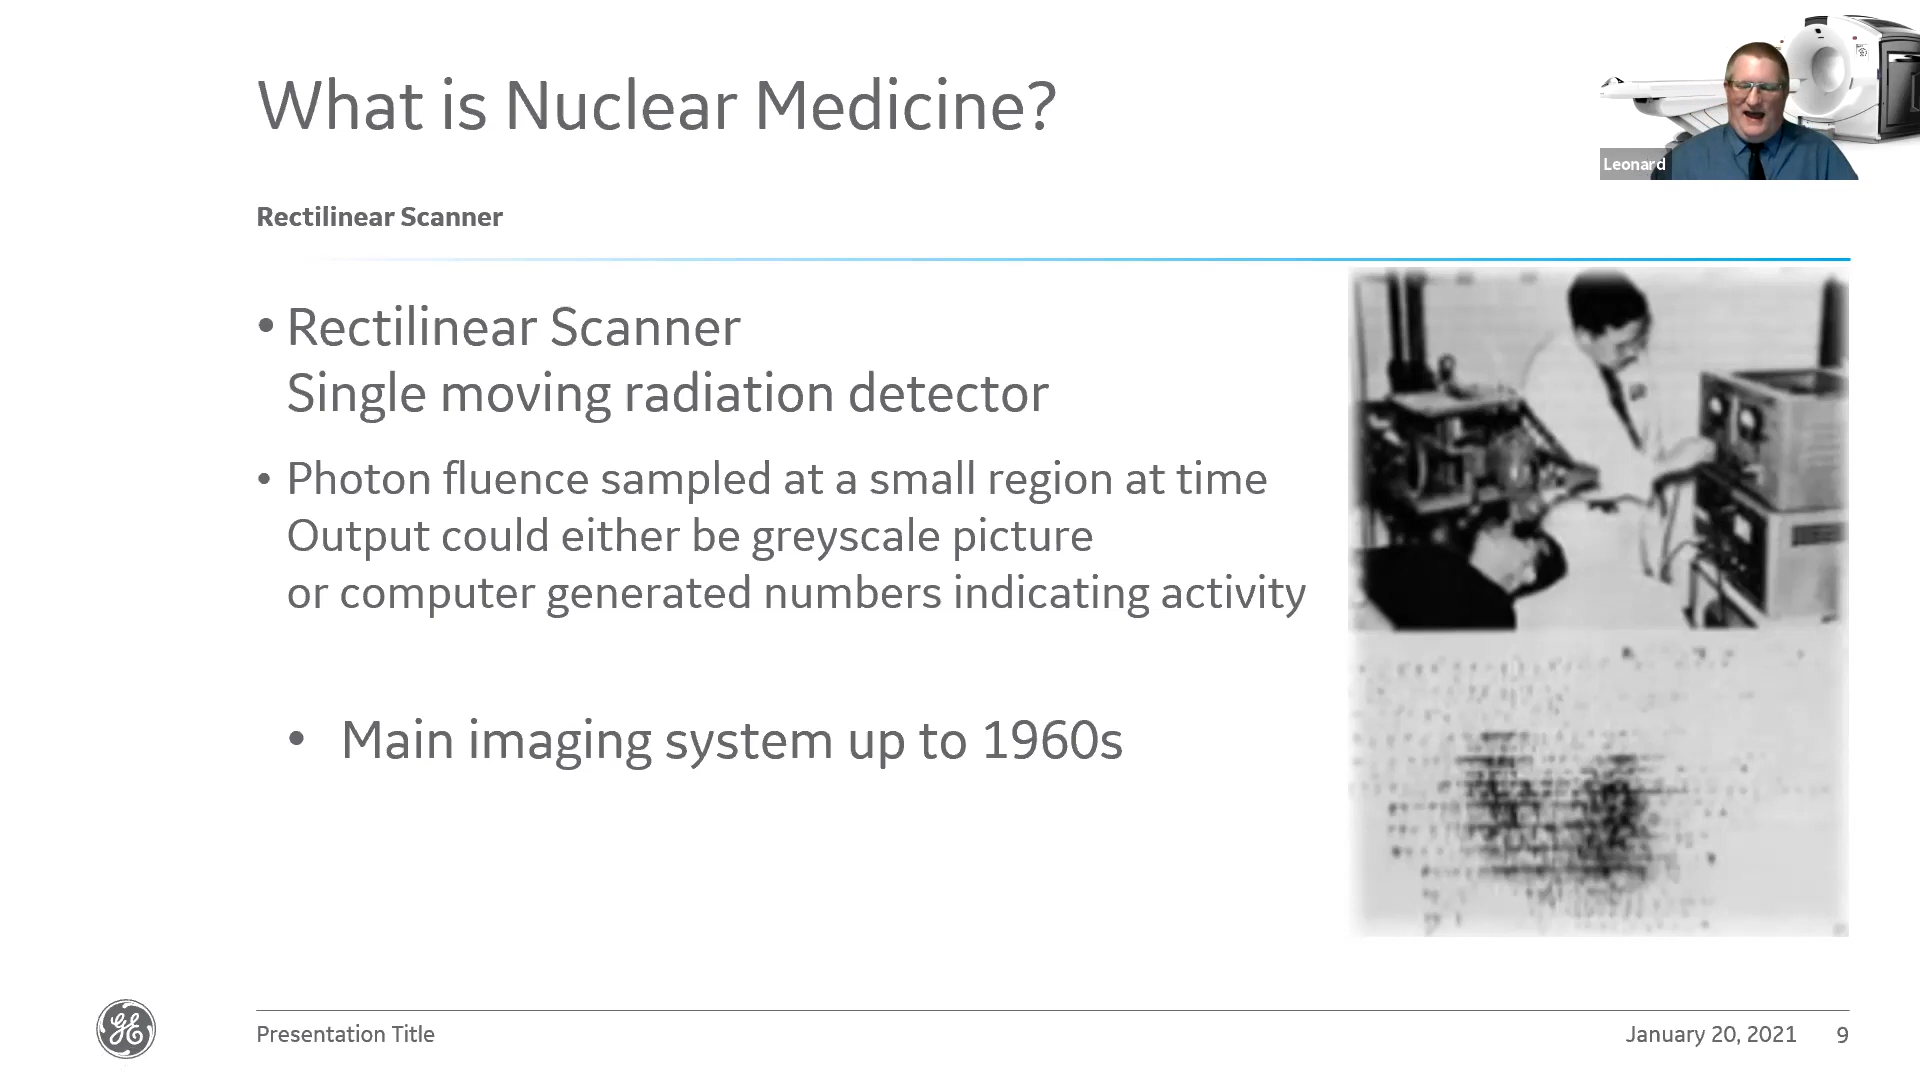 What is Nuclear Medicine?
Leonard
Rectilinear Scanner
• Rectilinear Scanner
Single moving radiation detector
• Photon fluence sampled at a small region at time
Output could either be greyscale picture
or computer generated numbers indicating activity
• Main imaging system up to 1960s
GE
Presentation Title
January 20, 2021 9